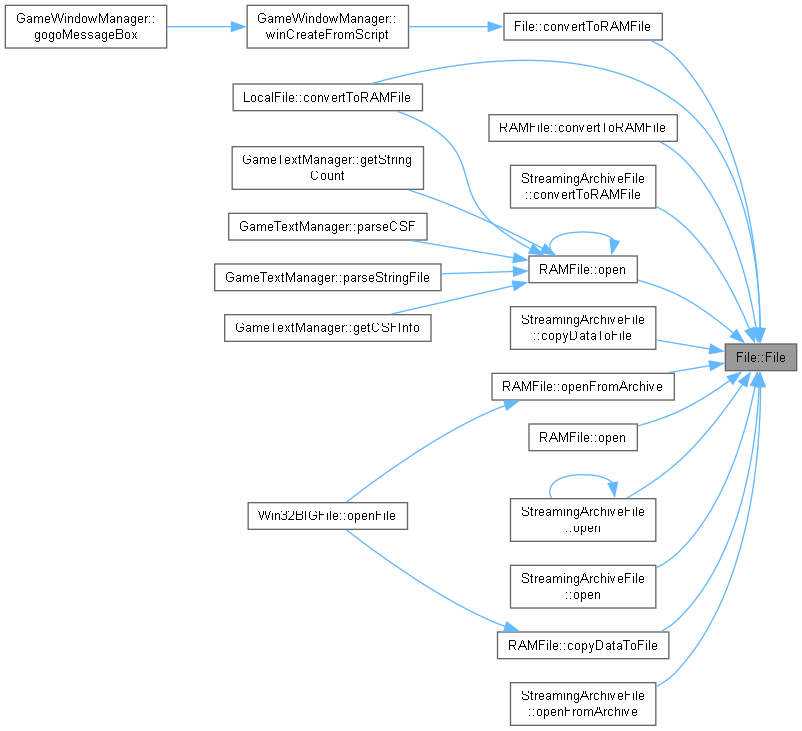 GameWindowManager::
gogoMessageBox
GameWindowManager::
winCreateFromScript
File::convertToRAMFile
LocalFile::convertToRAMFile
RAMFile::convertToRAMFile
GameTextManager::getString
Count
StreamingArchiveFile
::convertToRAMFile
GameTextManager::parseCSF
RAMFile::open
GameTextManager::parseStringFile
GameTextManager::getCSFInfo
StreamingArchiveFile
::copyDataToFile
File::File
RAMFile::openFromArchive
RAMFile::open
Win32BIGFile::openFile
StreamingArchiveFile
::open
StreamingArchiveFile
::open
RAMFile::copyDataToFile
StreamingArchiveFile
::openFromArchive